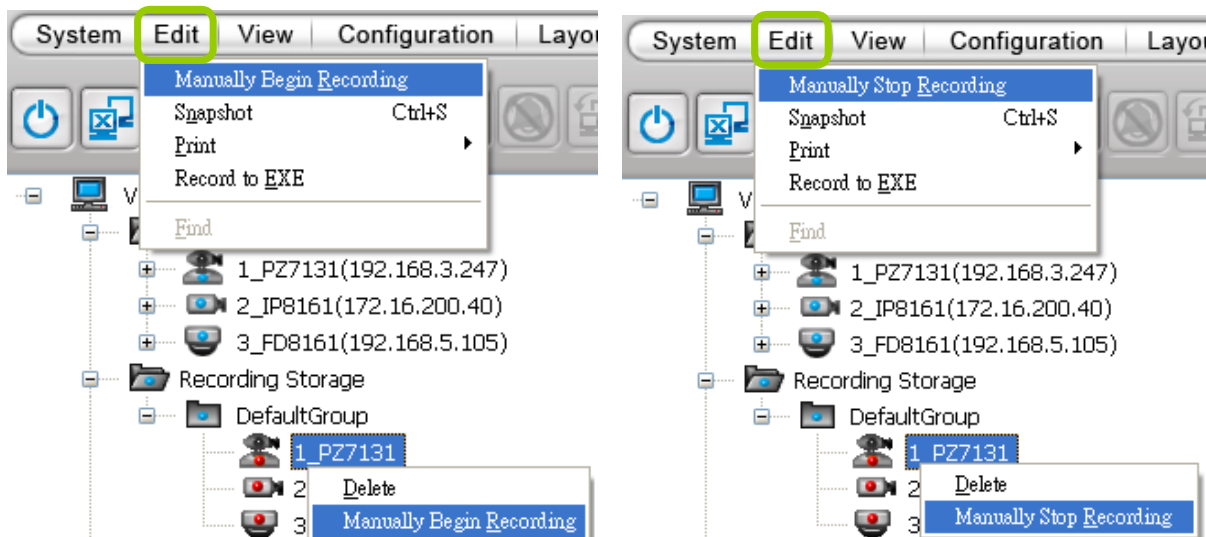 System Edit View Configuration Layou
Manually Begin Recording
Snapshot Ctrl+S
Print
Record to EXE
Find
V
1_PZ7131(192.168.3.247)
2_IP8161(172.16.200.40)
3_FD8161(192.168.5.105)
Recording Storage
DefaultGroup
1_PZ7131
2
Delete
3
Manually Begin Recording
System Edit View Configuration Layou
Manually Stop Recording
Snapshot Ctrl+S
Print
Record to EXE
Find
V
1_PZ7131(192.168.3.247)
2_IP8161(172.16.200.40)
3_FD8161(192.168.5.105)
Recording Storage
DefaultGroup
1_PZ7131
2
Delete
3
Manually Stop Recording